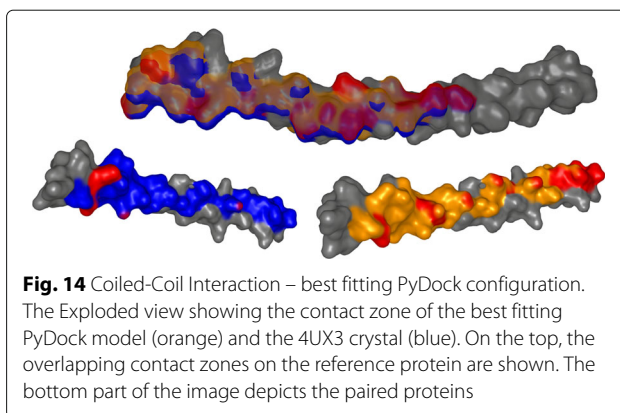 Fig. 14 Coiled-Coil Interaction – best fitting PyDock configuration.
The Exploded view showing the contact zone of the best fitting
PyDock model (orange) and the 4UX3 crystal (blue). On the top, the
overlapping contact zones on the reference protein are shown. The
bottom part of the image depicts the paired proteins